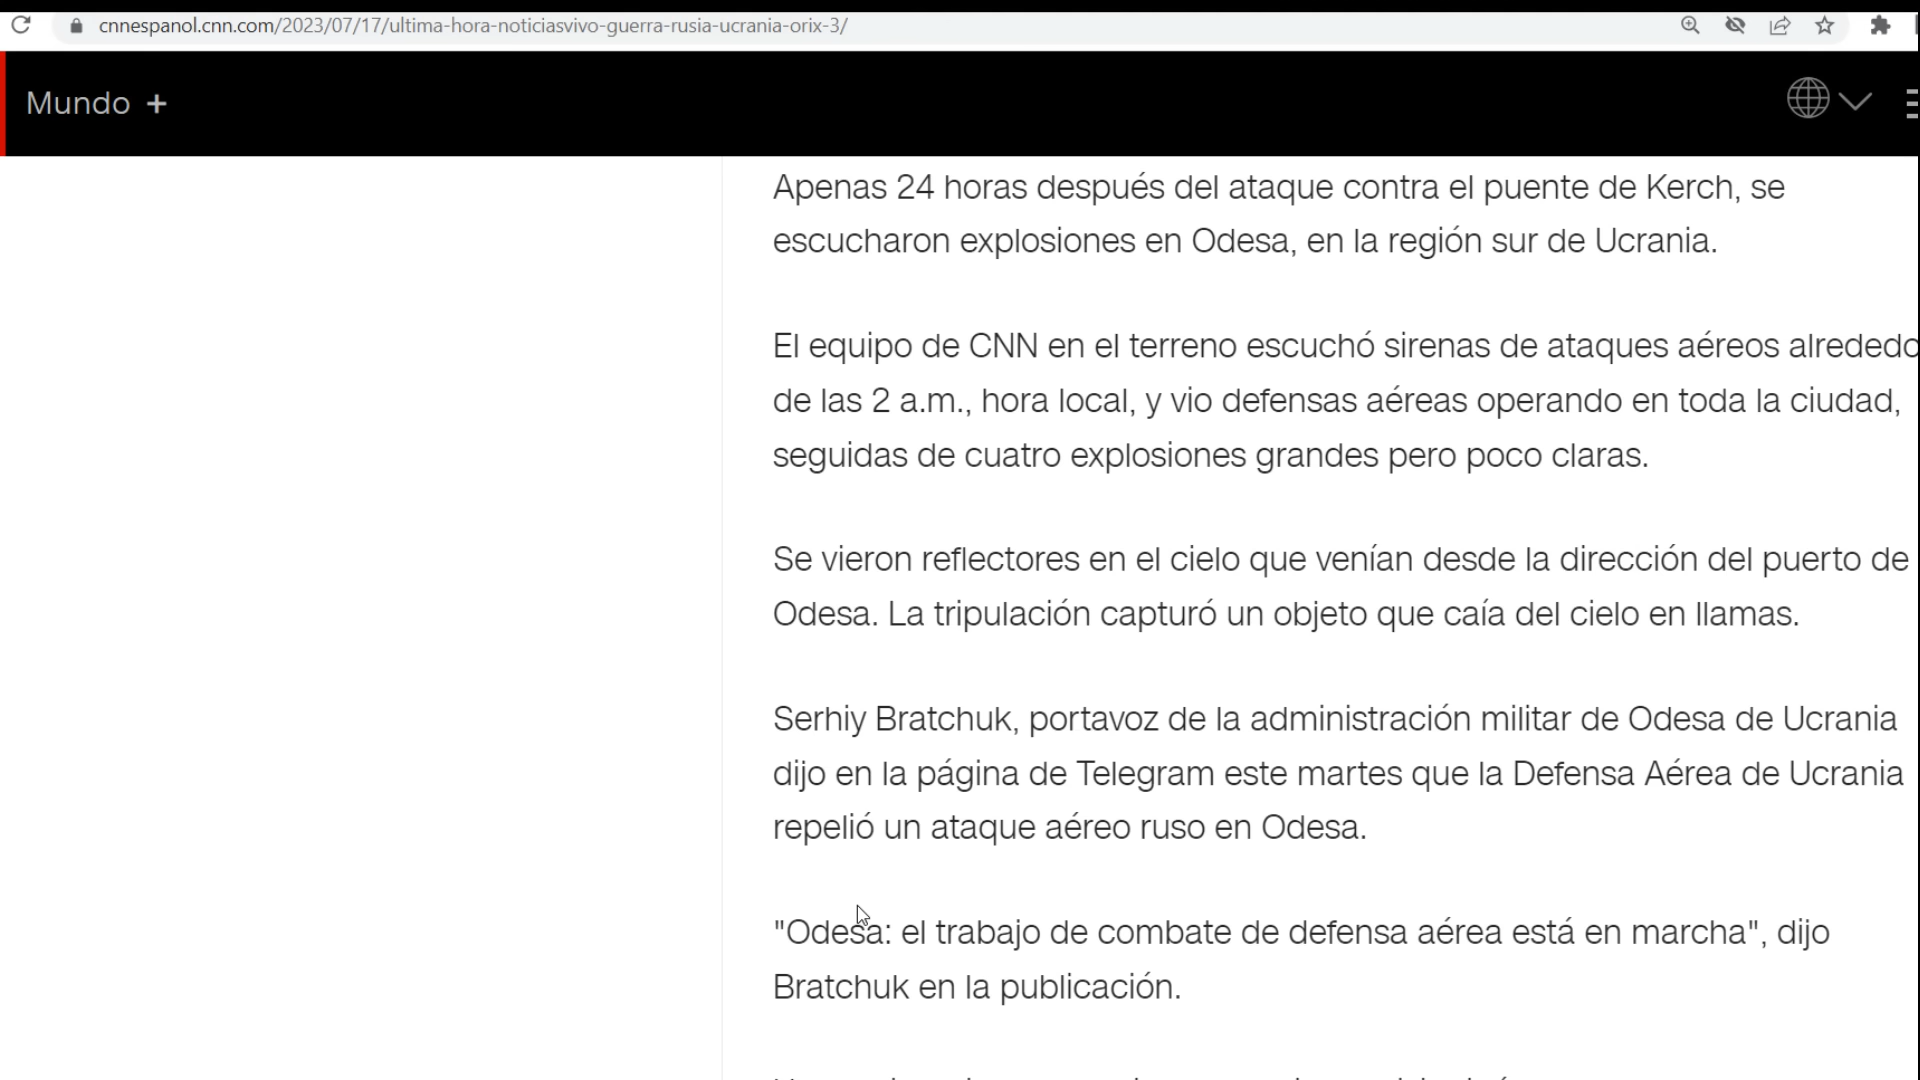 cnnespanol.cnn.com/2023/07/17/ultima-hora-noticiasvivo-guerra-rusia-ucrania-orix-3/
Mundo +
Apenas 24 horas después del ataque contra el puente de Kerch, se
escucharon explosiones en Odesa, en la región sur de Ucrania.
El equipo de CNN en el terreno escuchó sirenas de ataques aéreos alrededo
de las 2 a.m., hora local, y vio defensas aéreas operando en toda la ciudad,
seguidas de cuatro explosiones grandes pero poco claras.
Se vieron reflectores en el cielo que venían desde la dirección del puerto de
Odesa. La tripulación capturó un objeto que caía del cielo en llamas.
Serhiy Bratchuk, portavoz de la administración militar de Odesa de Ucrania
dijo en la página de Telegram este martes que la Defensa Aérea de Ucrania
repelió un ataque aéreo ruso en Odesa.
"Odesa: el trabajo de combate de defensa aérea está en marcha", dijo
Bratchuk en la publicación.